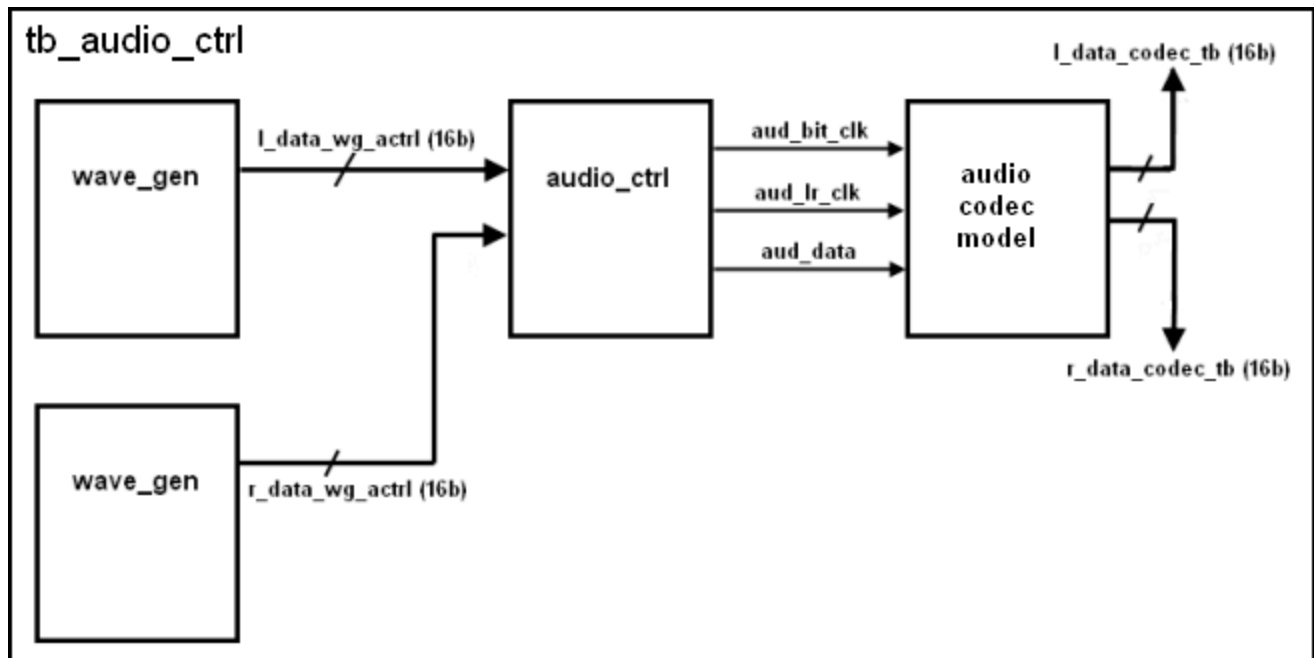 tb_audio_ctrl
l_data_codec_tb (16b)
wave_gen
l_data_wg_actrl (16b)
audio_ctrl
aud_bit_clk
aud_lr_clk
aud_data
audio
codec
model
r_data_codec_tb (16b)
wave_gen
r_data_wg_actrl (16b)